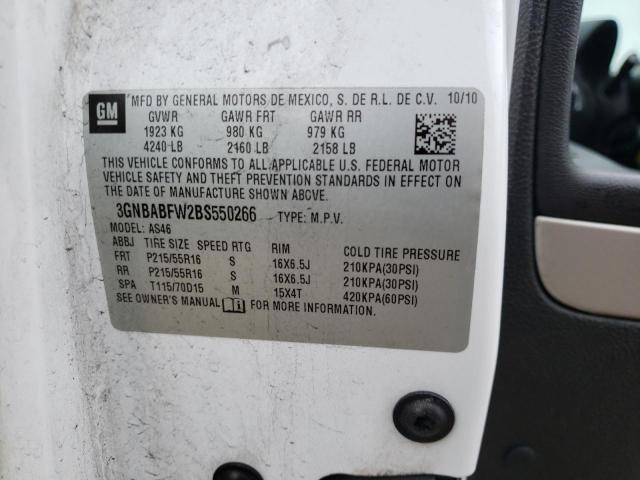 GM
MFD BY GENERAL MOTORS DE MEXICO, S. DE R.L. DE C.V. 10/10
GVWR GAWR FRT GAWR RR
1923 KG 980 KG 979 KG
4240 LB 2160 LB 2158 LB
THIS VEHICLE CONFORMS TO ALL APPLICABLE U.S. FEDERAL MOTOR
VEHICLE SAFETY AND THEFT PREVENTION STANDARDS IN EFFECT ON
THE DATE OF MANUFACTURE SHOWN ABOVE.
3GNBABFW2BS550266 TYPE: M.P.V.
MODEL: AS46
ABBJ TIRE SIZE SPEED RTG RIM COLD TIRE PRESSURE
FRT P215/55R16 S 16X6.5J 210KPA(30PSI)
RR P215/55R16 S 16X6.5J 210KPA(30PSI)
SPA T115/70D15 M 15X4T 420KPA(60PSI)
SEE OWNER'S MANUAL FOR MORE INFORMATION.